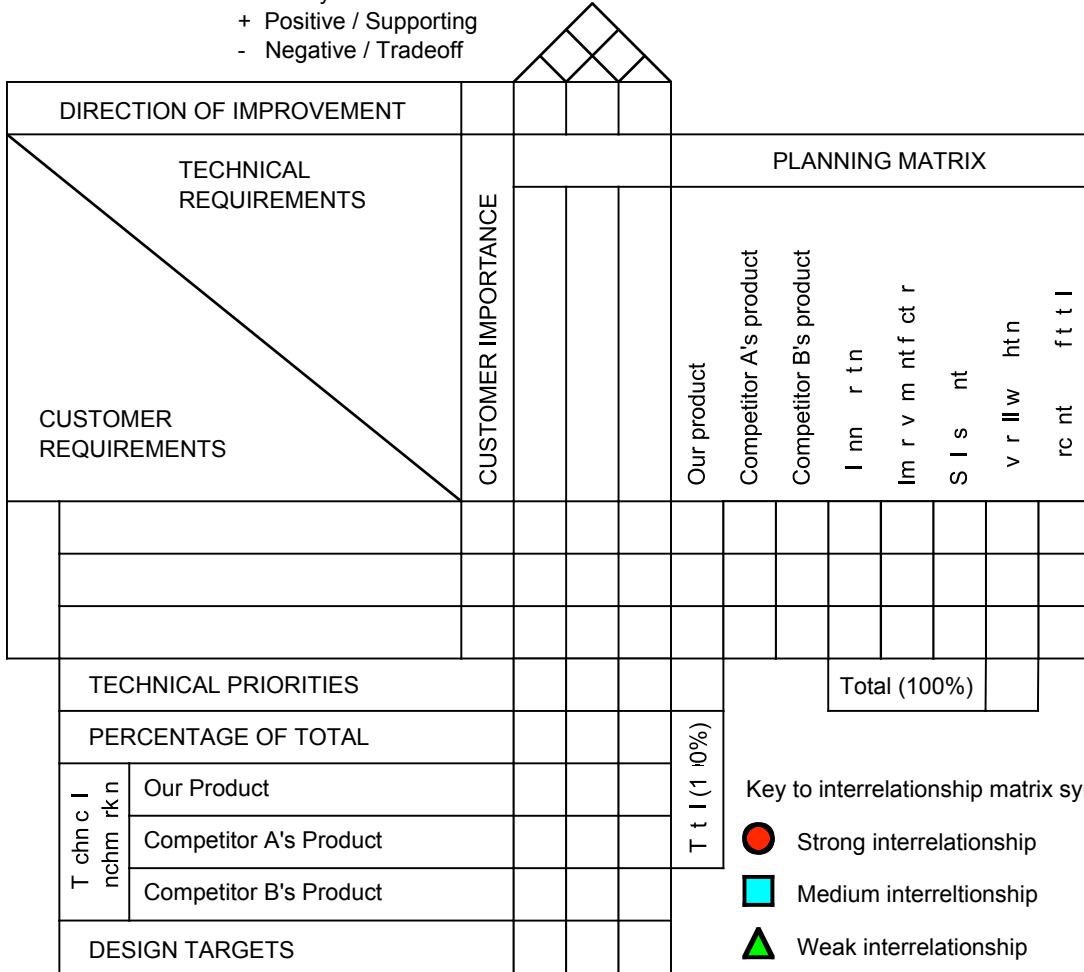 + Positive / Supporting
- Negative / Tradeoff
DIRECTION OF IMPROVEMENT
TECHNICAL
REQUIREMENTS
CUSTOMER
REQUIREMENTS
CUSTOMER IMPORTANCE
PLANNING MATRIX
Our product
Competitor A's product
Competitor B's product
TECHNICAL PRIORITIES
Total (100%)
PERCENTAGE OF TOTAL
Our Product
Competitor A's Product
Competitor B's Product
DESIGN TARGETS
Key to interrelationship matrix
Strong interrelationship
Medium interreltionship
Weak interrelationship